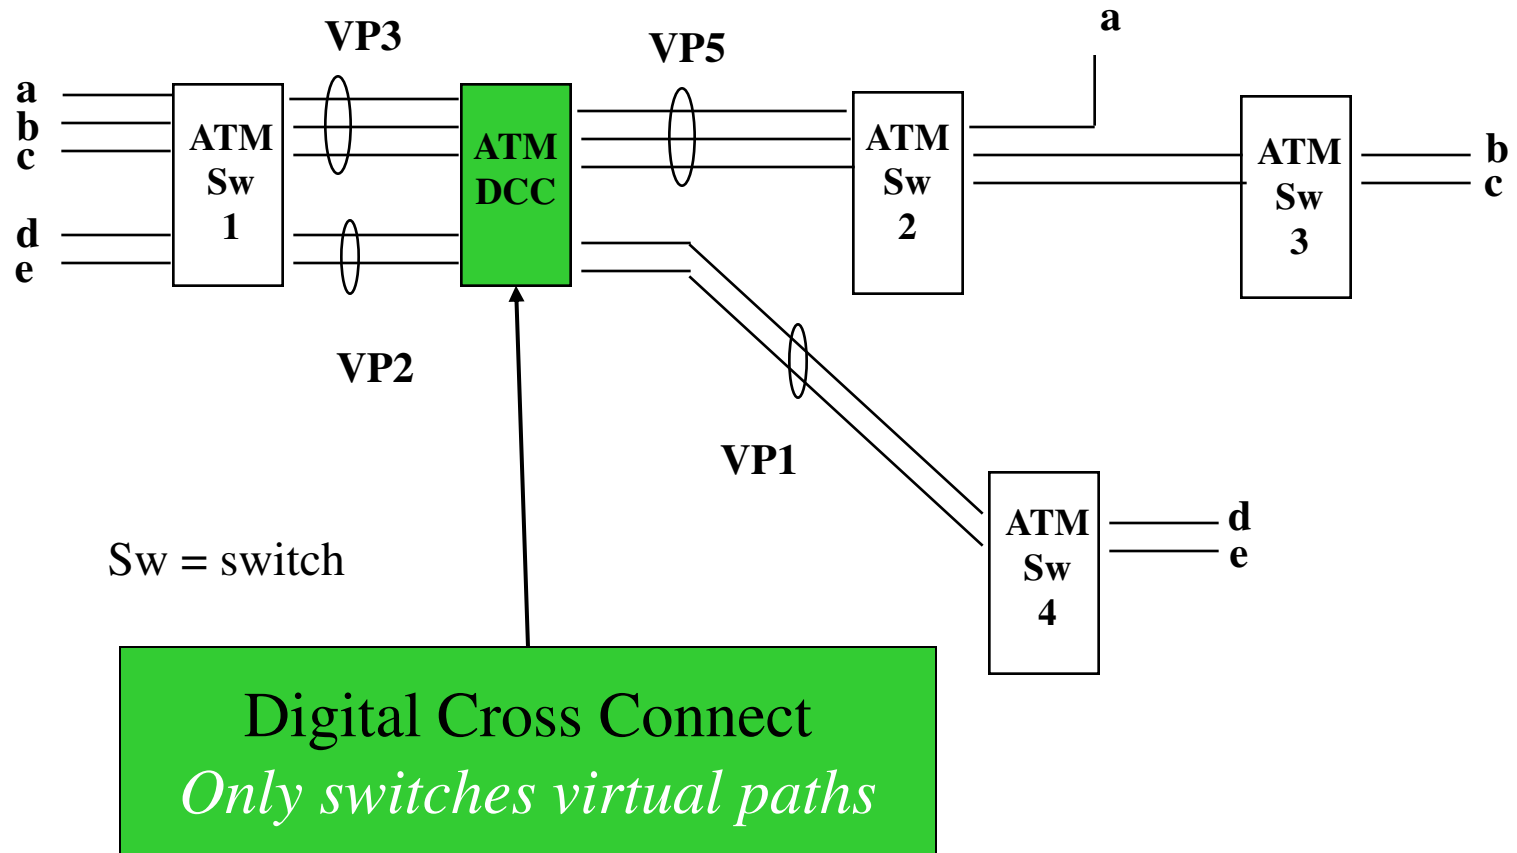 a
VP3
VP5
a
b
c
ATM
Sw
1
ATM
DCC
ATM
Sw
2
ATM
Sw
3
b
c
d
e
VP2
VP1
ATM
Sw
4
d
e
Sw = switch
Digital Cross Connect
Only switches virtual paths